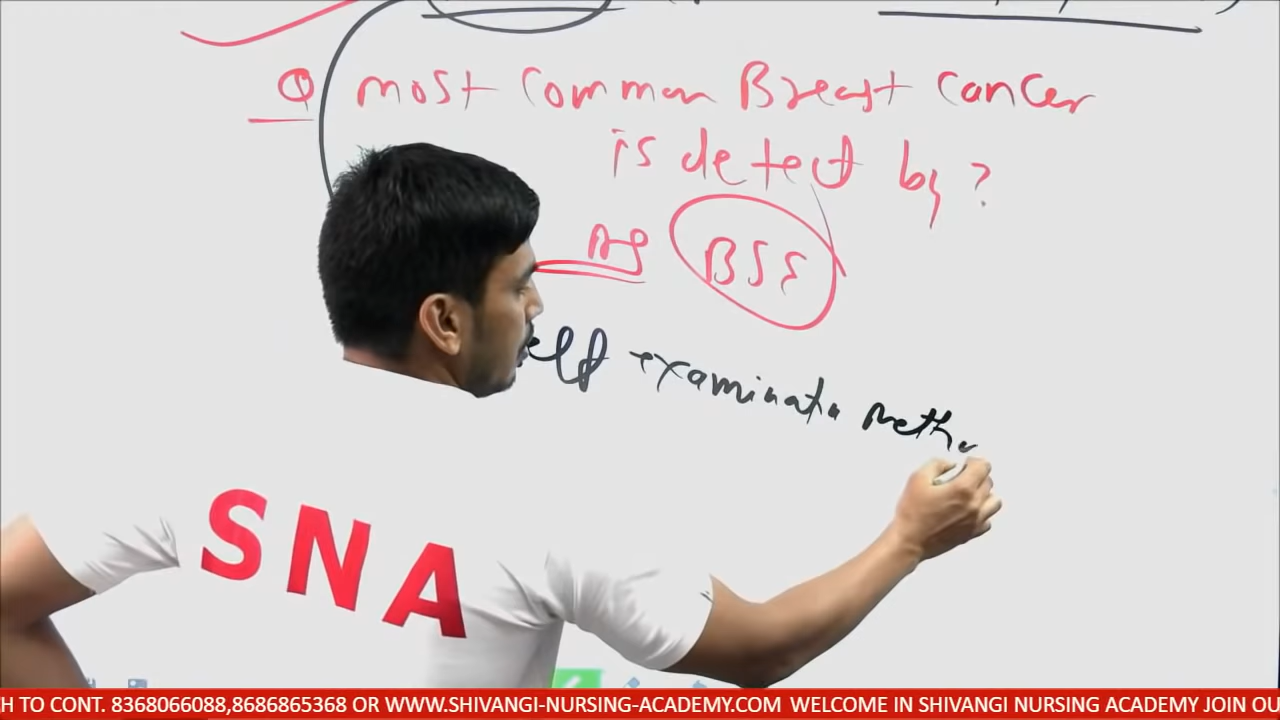 Q most common Breast cancer
is detect by?
Ag BSE
elf examinatn metho
SNA
H TO CONT. 8368066088,8686865368 OR WWW.SHIVANGI-NURSING-ACADEMY.COM WELCOME IN SHIVANGI NURSING ACADEMY JOIN OU